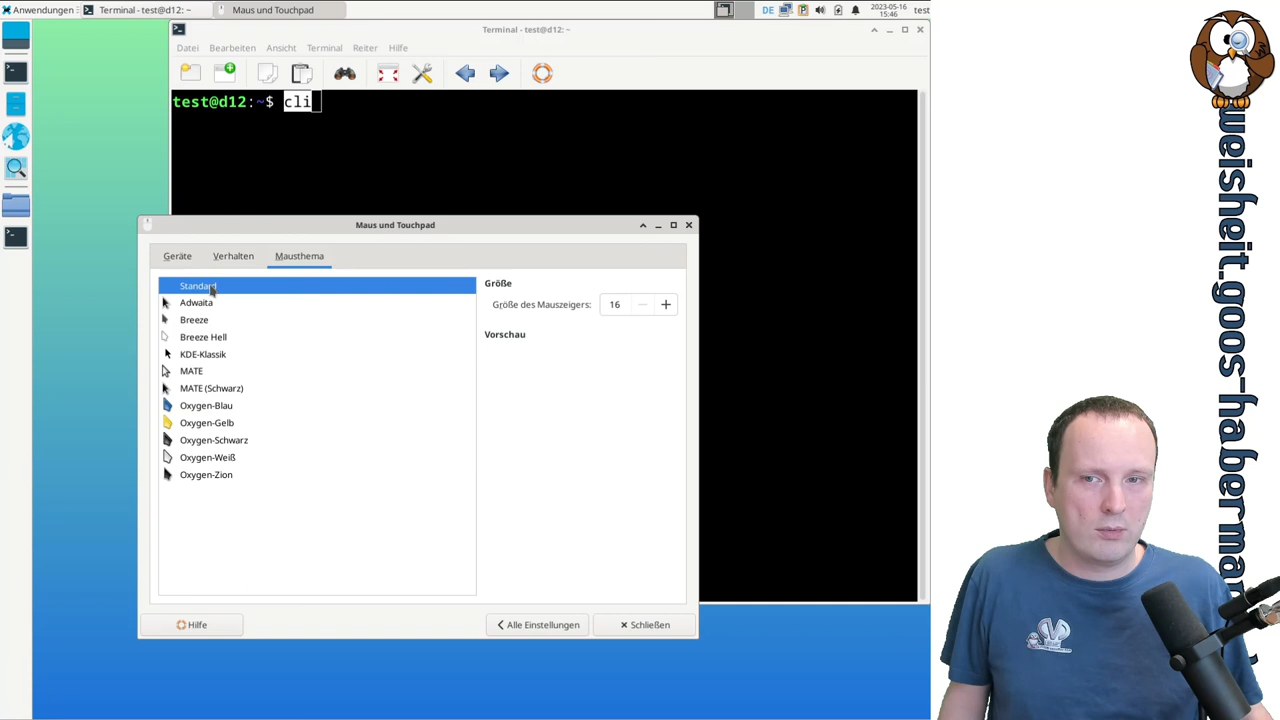 Anwendungen
Terminal - test@d12: ~
Maus und Touchpad
DE
2023-05-16
15:46
test
Terminal - test@d12: ~
Datei Bearbeiten Ansicht Terminal Reiter Hilfe
test@d12:~$ cli
Maus und Touchpad
Geräte Verhalten Mausthema
Standard
Adwaita
Breeze
Breeze Hell
KDE-Klassik
MATE
MATE (Schwarz)
Oxygen-Blau
Oxygen-Gelb
Oxygen-Schwarz
Oxygen-Weiß
Oxygen-Zion
Größe
Größe des Mauszeigers: 16
Vorschau
Hilfe
Alle Einstellungen
Schließen